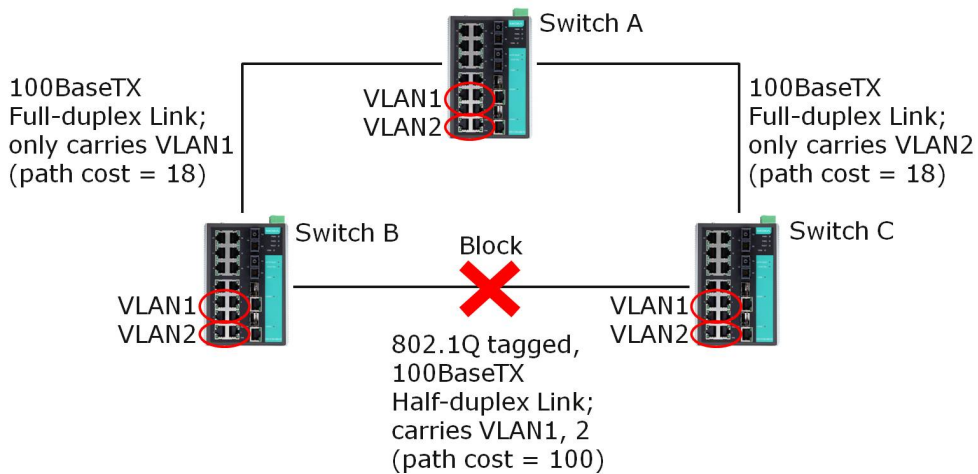 Switch A
100BaseTX
Full-duplex Link;
only carries VLAN1
(path cost = 18)
VLAN1
VLAN2
100BaseTX
Full-duplex Link;
only carries VLAN2
(path cost = 18)
Switch B
VLAN1
VLAN2
Block
802.1Q tagged,
100BaseTX
Half-duplex Link;
carries VLAN1, 2
(path cost = 100)
Switch C
VLAN1
VLAN2